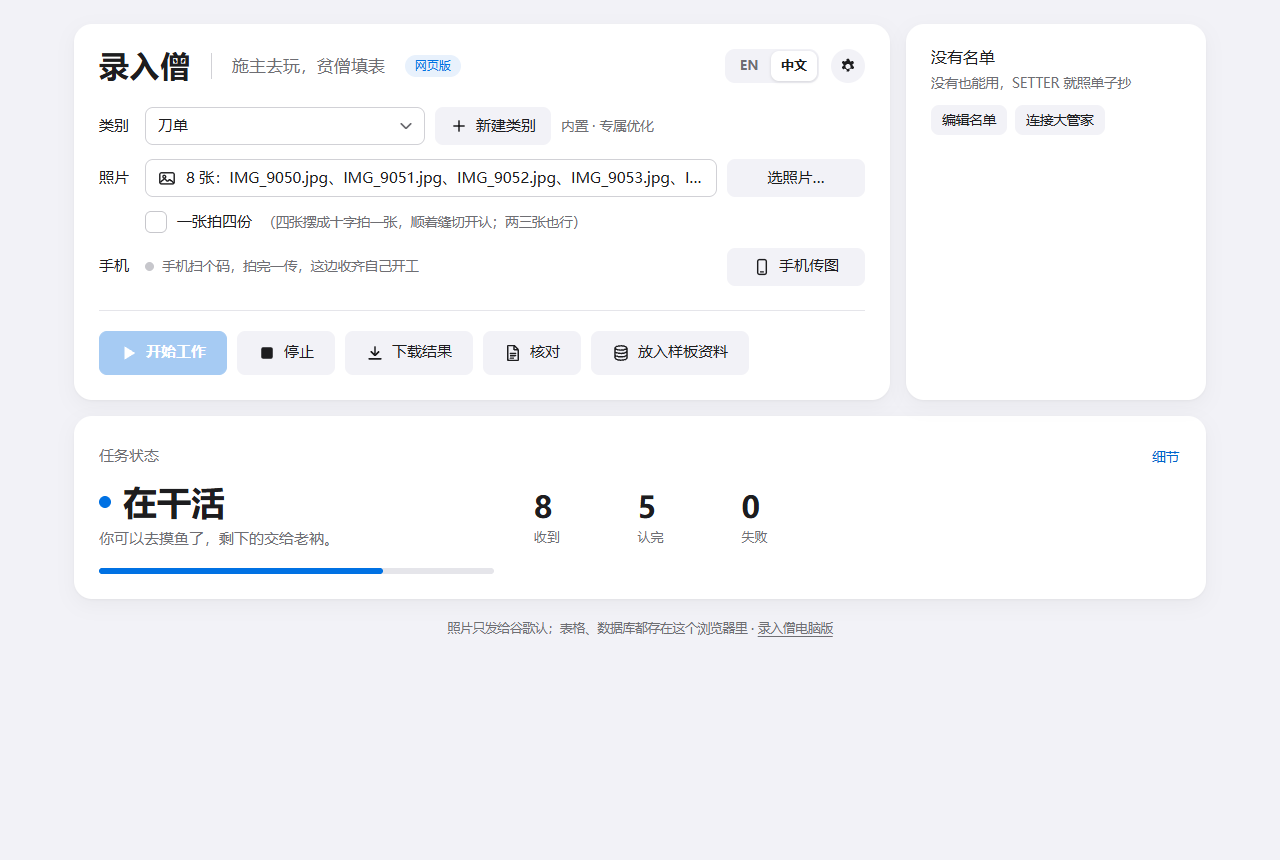 录入僧
施主去玩，贫僧填表
网页版
EN
中文
类别
刀单
新建类别
内置 · 专属优化
照片
8 张：IMG_9050.jpg、IMG_9051.jpg、IMG_9052.jpg、IMG_9053.jpg、I...
选照片...
一张拍四份
（四张摆成十字拍一张，顺着缝切开认；两三张也行）
手机
手机扫个码，拍完一传，这边收齐自己开工
手机传图
开始工作
停止
下载结果
核对
放入样板资料
没有名单
没有也能用，SETTER 就照单子抄
编辑名单
连接大管家
任务状态
细节
在干活
你可以去摸鱼了，剩下的交给老衲。
8
收到
5
认完
0
失败
照片只发给谷歌认；表格、数据库都存在这个浏览器里 · 录入僧电脑版